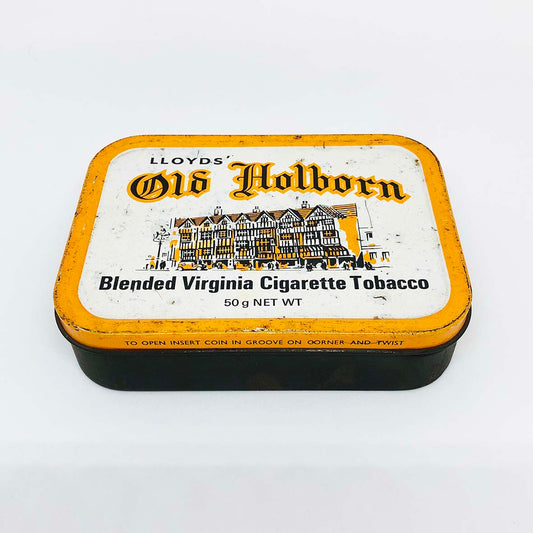 LLOYDS'
Old Holborn
Blended Virginia Cigarette Tobacco
50 g NET WT
TO OPEN INSERT COIN IN GROOVE ON CORNER AND TWIST